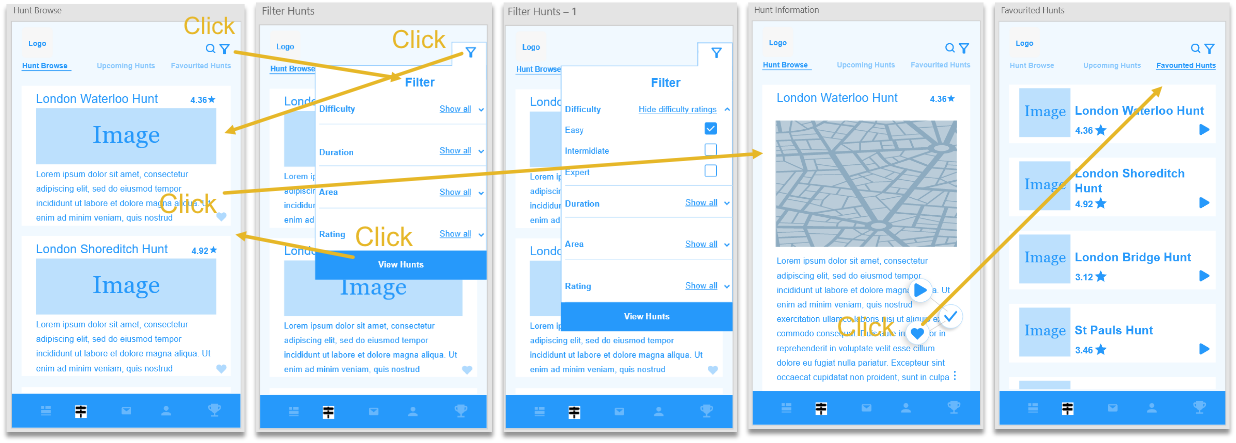 Hunt Browse
Click
Logo
Hunt Browse Upcoming Hunts Favourited Hunts
London Waterloo Hunt 4.36
Image
Lorem ipsum dolor sit amet, consectetur
adipiscing elit, sed do eiusmod tempor
incididunt ut labore et dolore magna aliqua. Ut
enim ad minim veniam, quis nostrud
Click
London Shoreditch Hunt 4.92
Image
Lorem ipsum dolor sit amet, consectetur
adipiscing elit, sed do eiusmod tempor
incididunt ut labore et dolore magna aliqua. Ut
enim ad minim veniam, quis nostrud
Filter Hunts
Click
Logo
Hunt Browse
Filter
Difficulty Show all
Duration Show all
Area Show all
Rating Show all
Click
View Hunts
Lond
Lorem
adipis
incidid
enim a
Lond
Image
Lorem ipsum dolor sit amet, consectetur
adipiscing elit, sed do eiusmod tempor
incididunt ut labore et dolore magna aliqua. Ut
enim ad minim veniam, quis nostrud
Filter Hunts – 1
Logo
Hunt Browse
Filter
Difficulty Hide difficulty ratings
Easy
Intermidiate
Expert
Duration Show all
Area Show all
Rating Show all
View Hunts
Lond
Lorem
adipis
incidid
enim a
Lond
Lorem ipsum dolor sit amet, consectetur
adipiscing elit, sed do eiusmod tempor
incididunt ut labore et dolore magna aliqua. Ut
enim ad minim veniam, quis nostrud
Hunt Information
Logo
Hunt Browse Upcoming Hunts Favourited Hunts
London Waterloo Hunt 4.36
Lorem ipsum dolor sit amet, consectetur
adipiscing elit, sed do eiusmod tempor
incididunt ut labore et dolore magna aliqua. Ut
enim ad minim veniam, quis nostrud
exercitation ullamco laboris nisi ut aliquip ex
commodo consequat. Duis aute irure dolor in
reprehenderit in voluptate velit esse cillum
dolore eu fugiat nulla pariatur. Excepteur sint
occaecat cupidatat non proident, sunt in culpa
Click
Favourited Hunts
Logo
Hunt Browse Upcoming Hunts Favourited Hunts
Image London Waterloo Hunt
4.36
Image London Shoreditch
Hunt
4.92
Image London Bridge Hunt
3.12
Image St Pauls Hunt
3.46